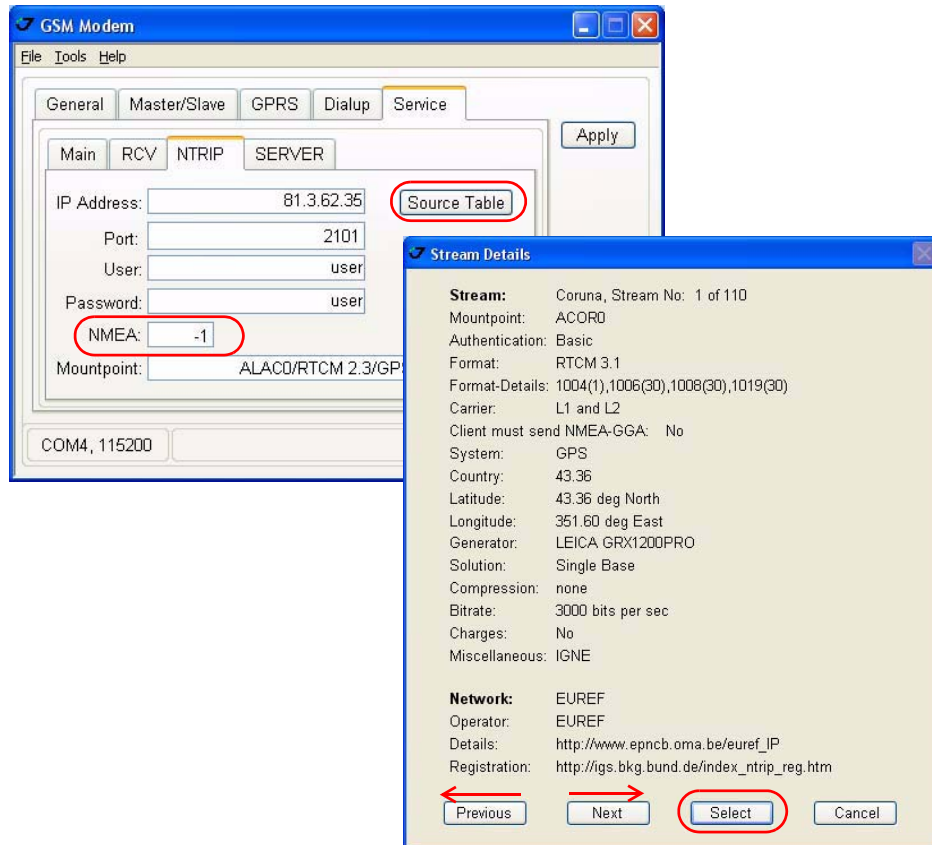 GSM Modem
File Tools Help
General Master/Slave GPRS Dialup Service
Apply
Main RCV NTRIP SERVER
IP Address: 81.3.62.35 Source Table
Port: 2101
User: user
Password: user
NMEA: -1
Mountpoint: ALAC0/RTCM 2.3/GP
COM4, 115200
Stream Details
Stream: Coruna, Stream No: 1 of 110
Mountpoint: ACOR0
Authentication: Basic
Format: RTCM 3.1
Format-Details: 1004(1),1006(30),1008(30),1019(30)
Carrier: L1 and L2
Client must send NMEA-GGA: No
System: GPS
Country: 43.36
Latitude: 43.36 deg North
Longitude: 351.60 deg East
Generator: LEICA GRX1200PRO
Solution: Single Base
Compression: none
Bitrate: 3000 bits per sec
Charges: No
Miscellaneous: IGNE
Network: EUREF
Operator: EUREF
Details: http://www.epncb.oma.be/euref_IP
Registration: http://igs.bkg.bund.de/index_ntrip_reg.htm
Previous Next Select Cancel